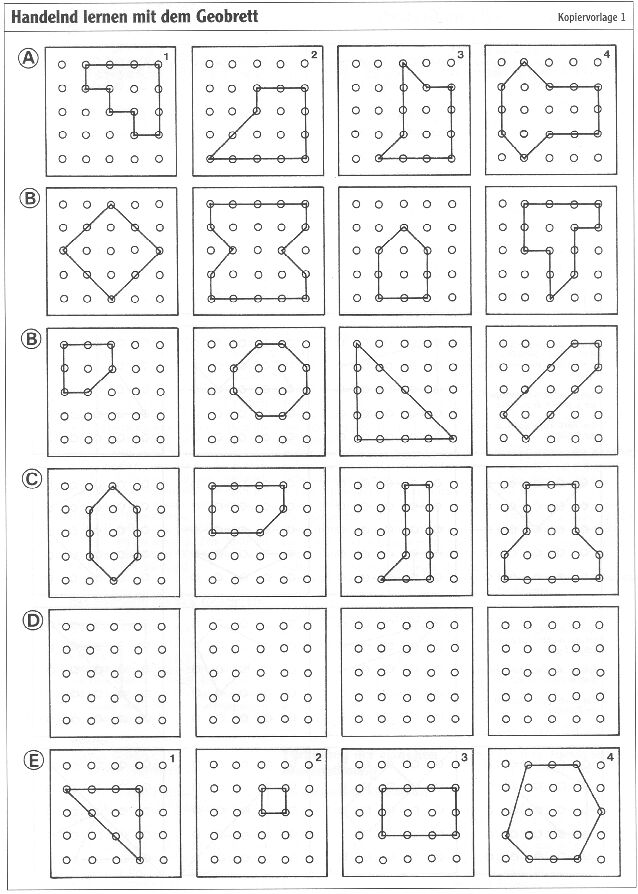 Handelnd lernen mit dem Geobrett
Kopiervorlage 1
A 1 2 3 4
B
B
C
D
E 1 2 3 4